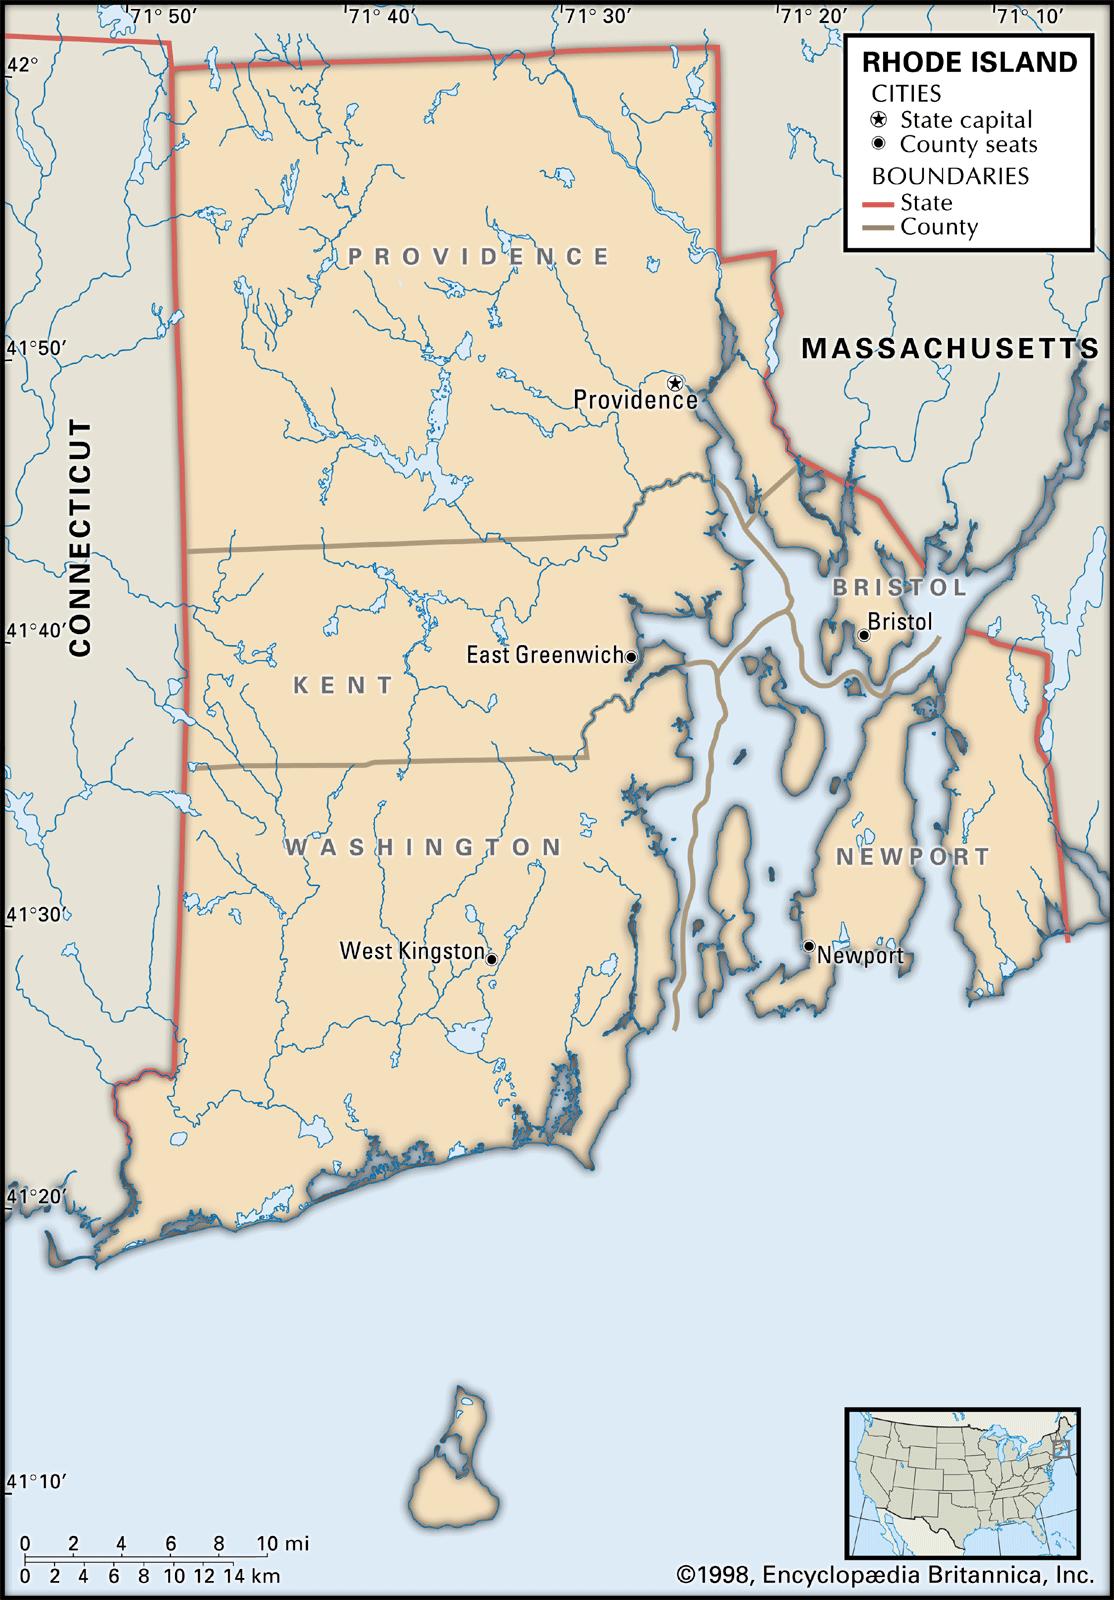 71°50′
71°40′
71°30′
71°20′
71°10′
42°
RHODE ISLAND
CITIES
State capital
County seats
BOUNDARIES
State
County
PROVIDENCE
41°50′
MASSACHUSETTS
Providence
CONNECTICUT
BRISTOL
Bristol
41°40′
East Greenwich
KENT
WASHINGTON
NEWPORT
41°30′
West Kingston
Newport
41°20′
41°10′
0 2 4 6 8 10 mi
0 2 4 6 8 10 12 14 km
©1998, Encyclopædia Britannica, Inc.